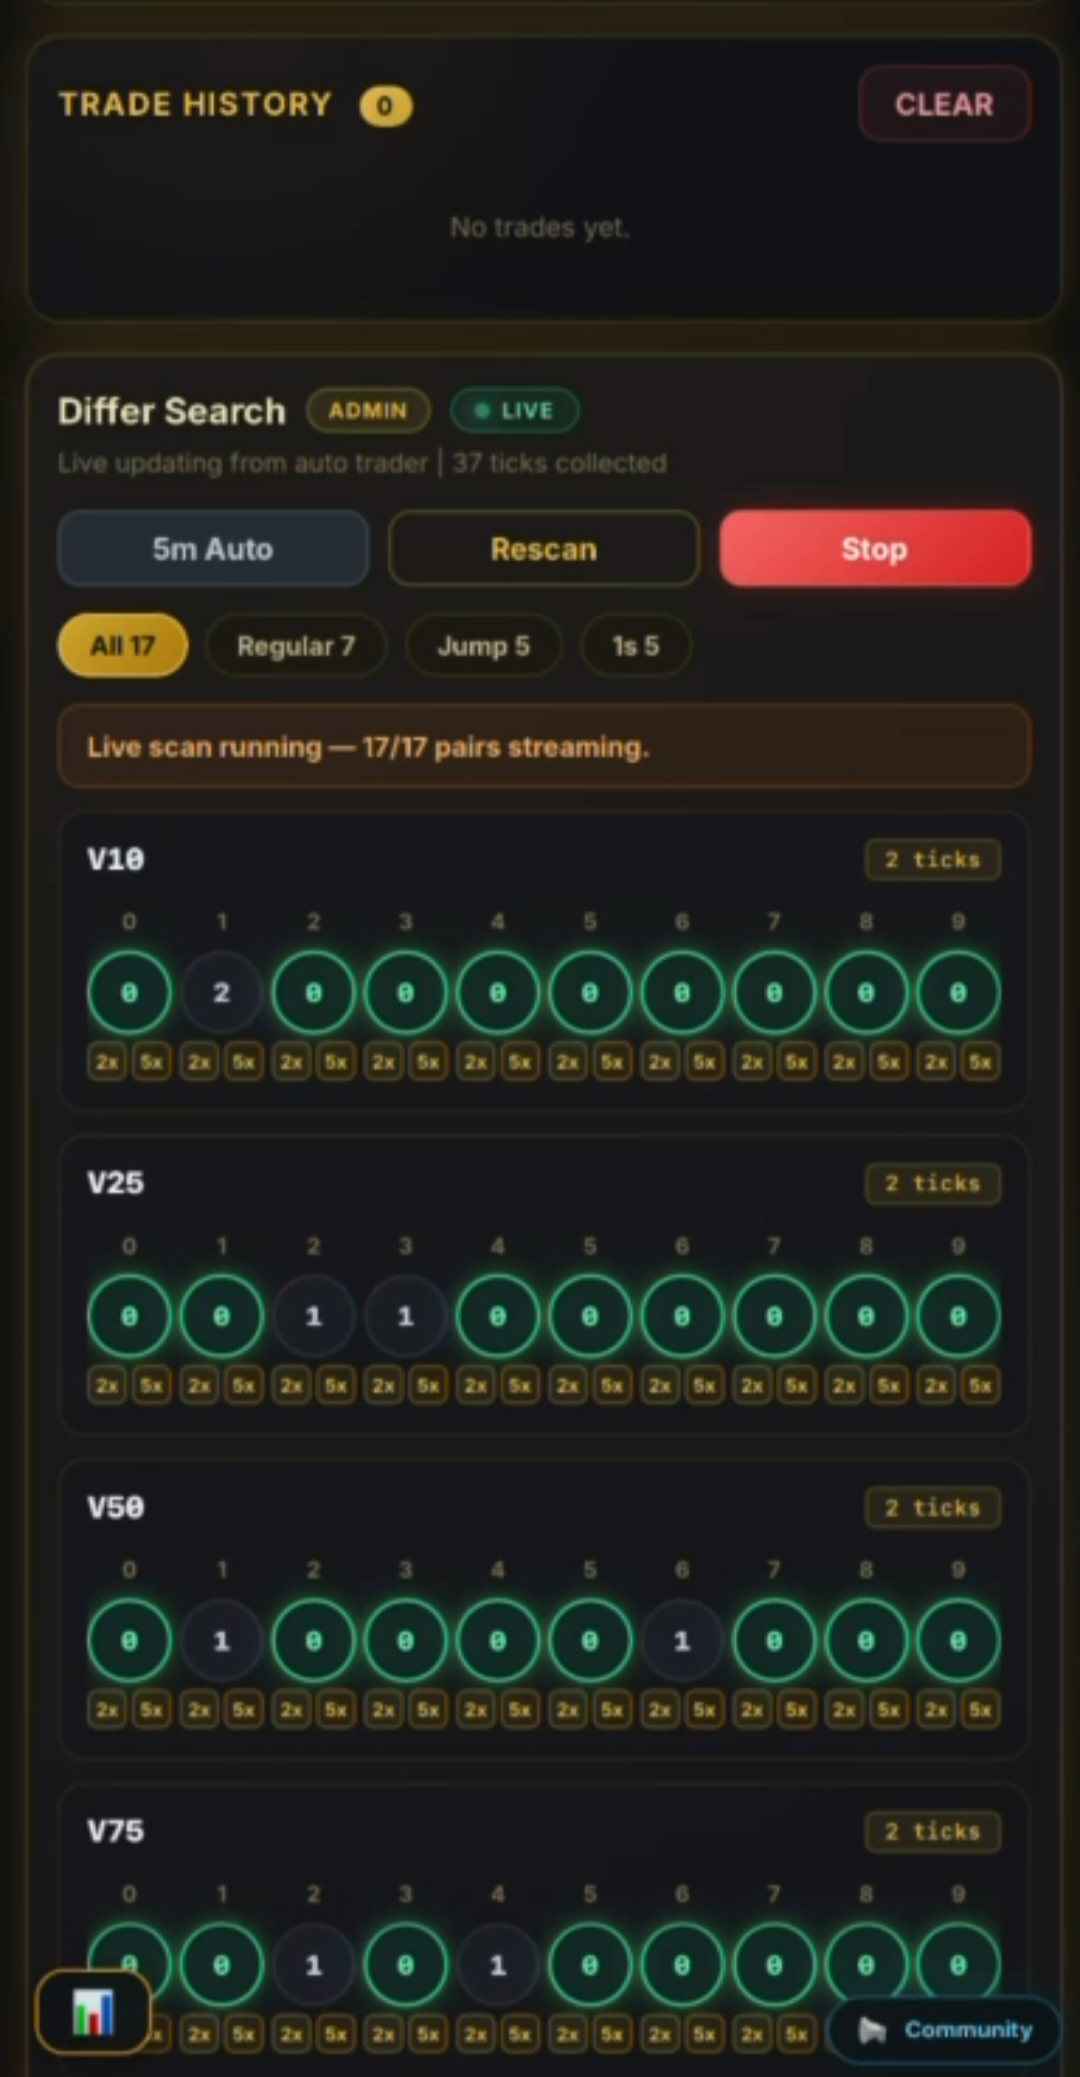 TRADE HISTORY 0 CLEAR
No trades yet.
Differ Search ADMIN LIVE
Live updating from auto trader | 37 ticks collected
5m Auto Rescan Stop
All 17 Regular 7 Jump 5 1s 5
Live scan running — 17/17 pairs streaming.
V10 2 ticks
0 1 2 3 4 5 6 7 8 9
0 2 0 0 0 0 0 0 0 0
2x 5x 2x 5x 2x 5x 2x 5x 2x 5x 2x 5x 2x 5x 2x 5x 2x 5x 2x 5x
V25 2 ticks
0 1 2 3 4 5 6 7 8 9
0 0 1 1 0 0 0 0 0 0
2x 5x 2x 5x 2x 5x 2x 5x 2x 5x 2x 5x 2x 5x 2x 5x 2x 5x 2x 5x
V50 2 ticks
0 1 2 3 4 5 6 7 8 9
0 1 0 0 0 0 1 0 0 0
2x 5x 2x 5x 2x 5x 2x 5x 2x 5x 2x 5x 2x 5x 2x 5x 2x 5x 2x 5x
V75 2 ticks
0 1 2 3 4 5 6 7 8 9
0 0 1 0 1 0 0 0 0 0
2x 5x 2x 5x 2x 5x 2x 5x 2x 5x 2x 5x 2x 5x
Community